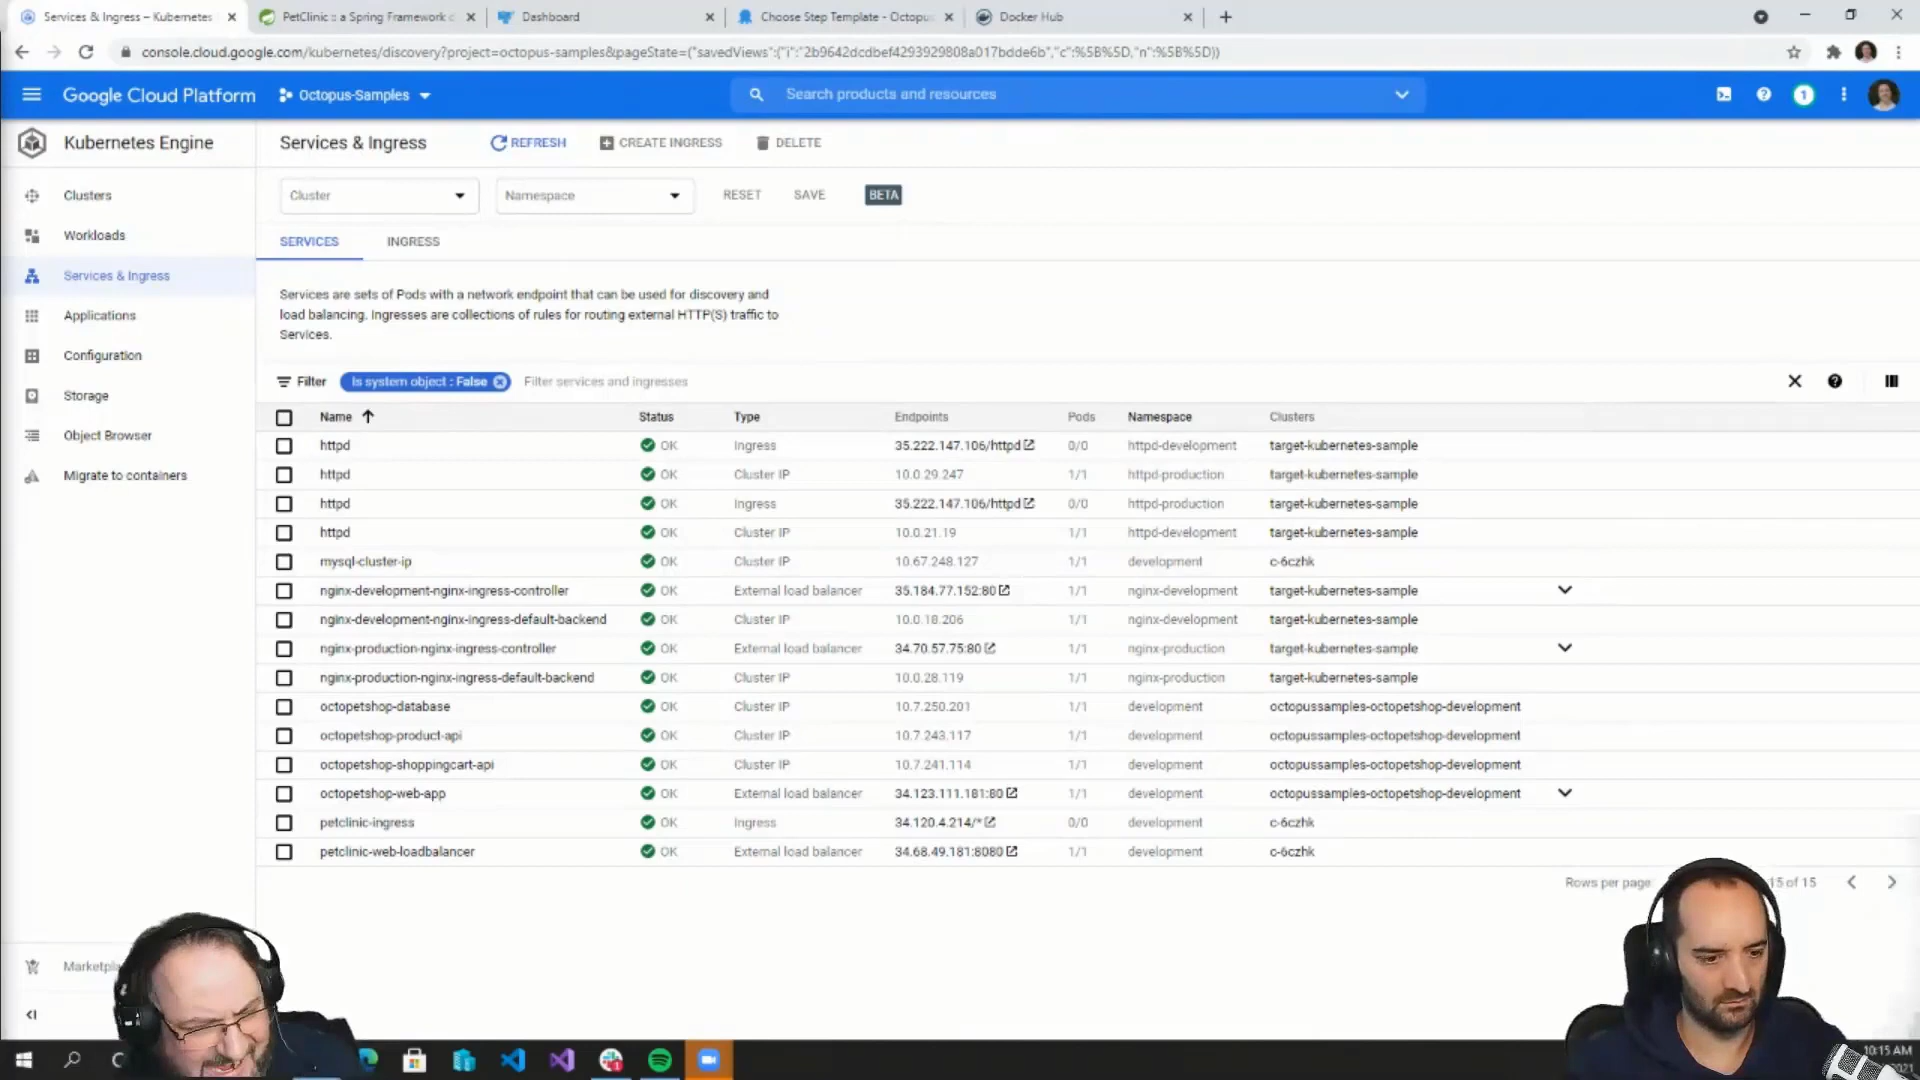 Services & Ingress – Kubernetes
PetClinic :: a Spring Framework
Dashboard
Choose Step Template - Octopus
Docker Hub
console.cloud.google.com/kubernetes/discovery?project=octopus-samples&pageState=("savedViews":("i":"2b9642dcdbef4293929808a017bdde6b","c":%5B%5D,"n":%5B%5D))
Google Cloud Platform
Octopus-Samples
Search products and resources
1
Kubernetes Engine
Services & Ingress
REFRESH
CREATE INGRESS
DELETE
Clusters
Workloads
Services & Ingress
Applications
Configuration
Storage
Object Browser
Migrate to containers
Cluster
Namespace
RESET
SAVE
BETA
SERVICES
INGRESS
Services are sets of Pods with a network endpoint that can be used for discovery and
load balancing. Ingresses are collections of rules for routing external HTTP(S) traffic to
Services.
Filter
Is system object : False
Filter services and ingresses
Name Status Type Endpoints Pods Namespace Clusters
httpd OK Ingress 35.222.147.106/httpd 0/0 httpd-development target-kubernetes-sample
httpd OK Cluster IP 10.0.29.247 1/1 httpd-production target-kubernetes-sample
httpd OK Ingress 35.222.147.106/httpd 0/0 httpd-production target-kubernetes-sample
httpd OK Cluster IP 10.0.21.19 1/1 httpd-development target-kubernetes-sample
mysql-cluster-ip OK Cluster IP 10.67.248.127 1/1 development c-6czhk
nginx-development-nginx-ingress-controller OK External load balancer 35.184.77.152:80 1/1 nginx-development target-kubernetes-sample
nginx-development-nginx-ingress-default-backend OK Cluster IP 10.0.18.206 1/1 nginx-development target-kubernetes-sample
nginx-production-nginx-ingress-controller OK External load balancer 34.70.57.75:80 1/1 nginx-production target-kubernetes-sample
nginx-production-nginx-ingress-default-backend OK Cluster IP 10.0.28.119 1/1 nginx-production target-kubernetes-sample
octopetshop-database OK Cluster IP 10.7.250.201 1/1 development octopussamples-octopetshop-development
octopetshop-product-api OK Cluster IP 10.7.243.117 1/1 development octopussamples-octopetshop-development
octopetshop-shoppingcart-api OK Cluster IP 10.7.241.114 1/1 development octopussamples-octopetshop-development
octopetshop-web-app OK External load balancer 34.123.111.181:80 1/1 development octopussamples-octopetshop-development
petclinic-ingress OK Ingress 34.120.4.214/* 0/0 development c-6czhk
petclinic-web-loadbalancer OK External load balancer 34.68.49.181:8080 1/1 development c-6czhk
Rows per page
15 of 15
10:15 AM